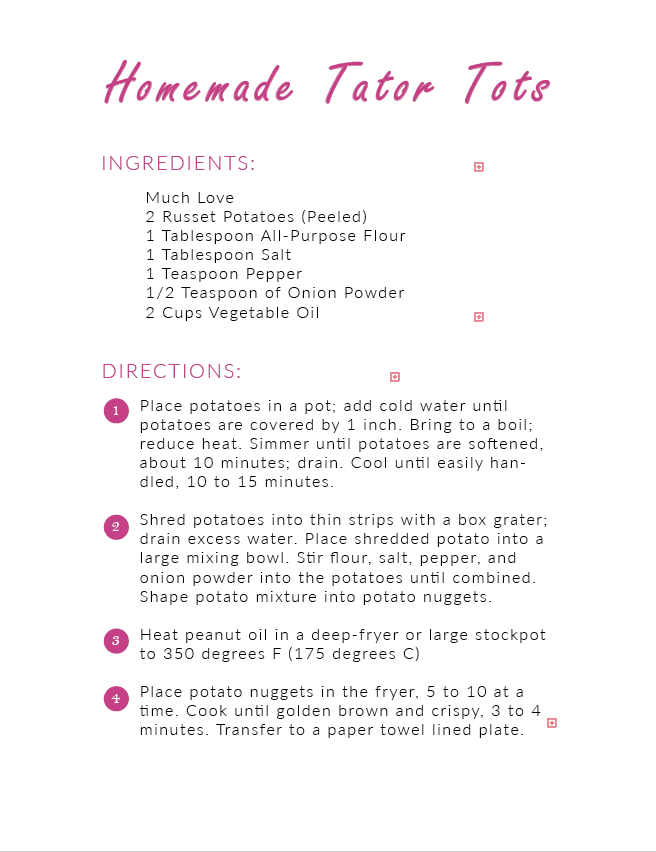 Homemade Tator Tots
INGREDIENTS:
Much Love
2 Russet Potatoes (Peeled)
1 Tablespoon All-Purpose Flour
1 Tablespoon Salt
1 Teaspoon Pepper
1/2 Teaspoon of Onion Powder
2 Cups Vegetable Oil
DIRECTIONS:
1 Place potatoes in a pot; add cold water until
potatoes are covered by 1 inch. Bring to a boil;
reduce heat. Simmer until potatoes are softened,
about 10 minutes; drain. Cool until easily han-
dled, 10 to 15 minutes.
2 Shred potatoes into thin strips with a box grater;
drain excess water. Place shredded potato into a
large mixing bowl. Stir flour, salt, pepper, and
onion powder into the potatoes until combined.
Shape potato mixture into potato nuggets.
3 Heat peanut oil in a deep-fryer or large stockpot
to 350 degrees F (175 degrees C)
4 Place potato nuggets in the fryer, 5 to 10 at a
time. Cook until golden brown and crispy, 3 to 4
minutes. Transfer to a paper towel lined plate.